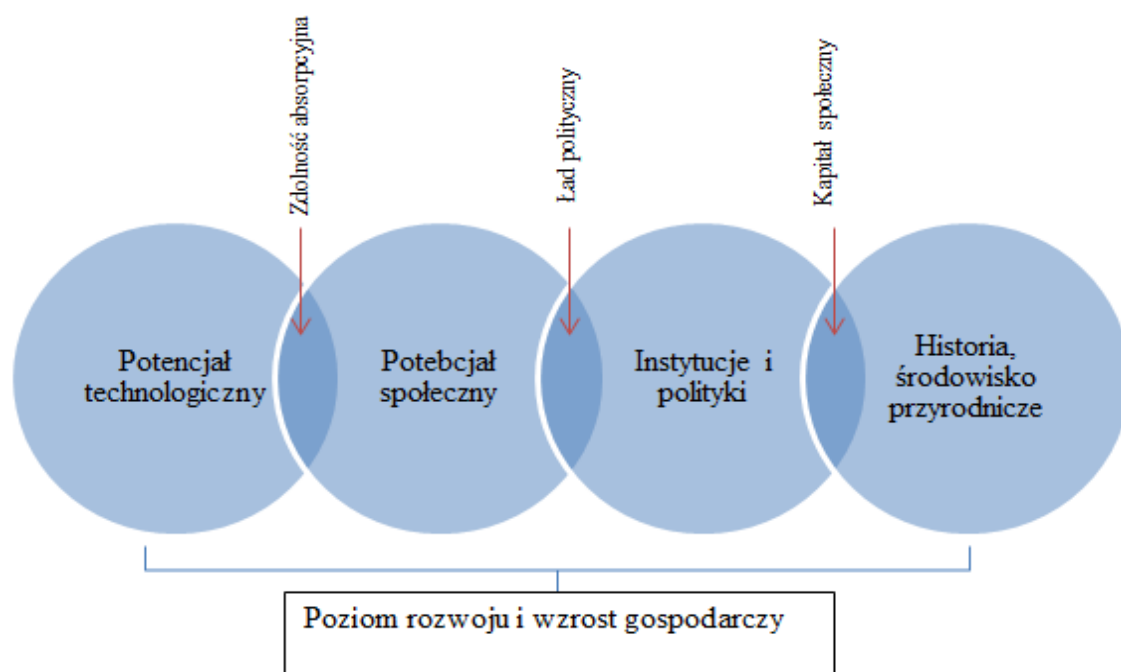 Zdolność absorpcyjna
Ład polityczny
Kapitał społeczny
Potencjał
technologiczny
Potebcjał
społeczny
Instytucje i
polityki
Historia,
środowisko
przyrodnicze
Poziom rozwoju i wzrost gospodarczy